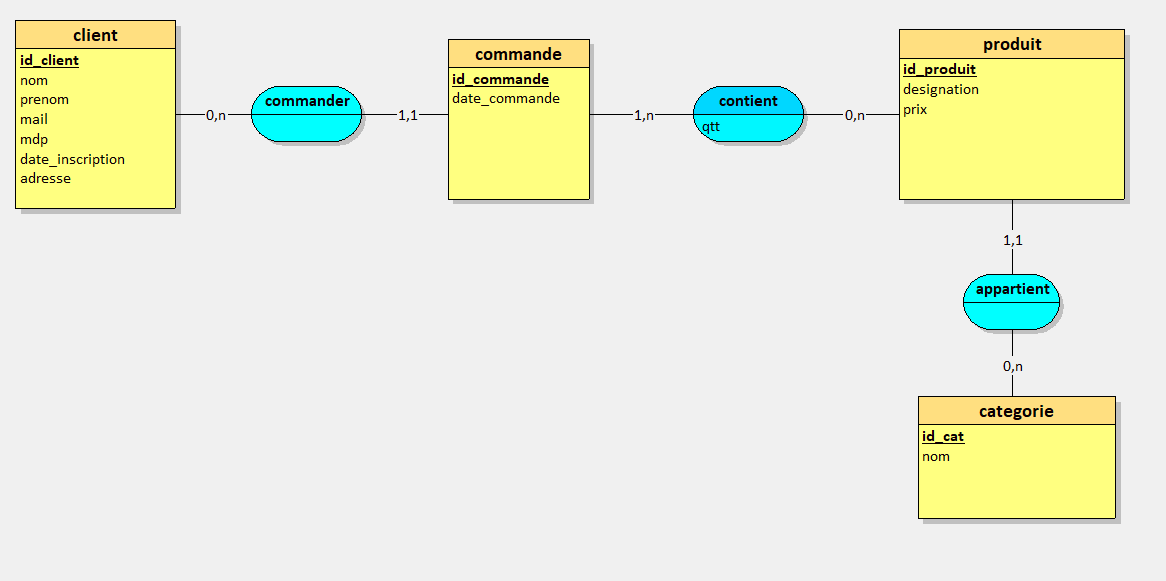 client
id_client
nom
prenom
mail
mdp
date_inscription
adresse
0,n
commander
1,1
commande
id_commande
date_commande
1,n
contient
qtt
0,n
produit
id_produit
designation
prix
1,1
appartient
0,n
categorie
id_cat
nom